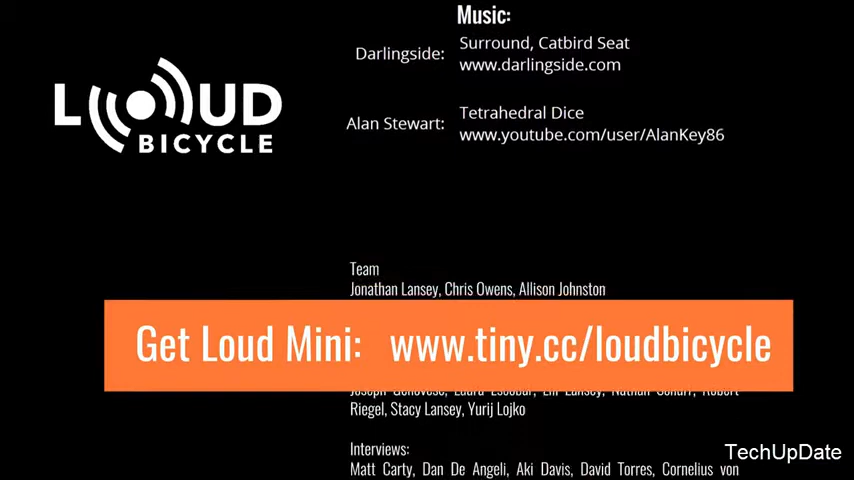 Music:
Darlingside: Surround, Catbird Seat
www.darlingside.com
Alan Stewart: Tetrahedral Dice
www.youtube.com/user/AlanKey86
LOUD
BICYCLE
Team
Jonathan Lansey, Chris Owens, Allison Johnston
Get Loud Mini: www.tiny.cc/loudbicycle
Riegel, Stacy Lansey, Yurij Lojko
Interviews:
Matt Carty, Dan De Angeli, Aki Davis, David Torres, Cornelius von
TechUpDate